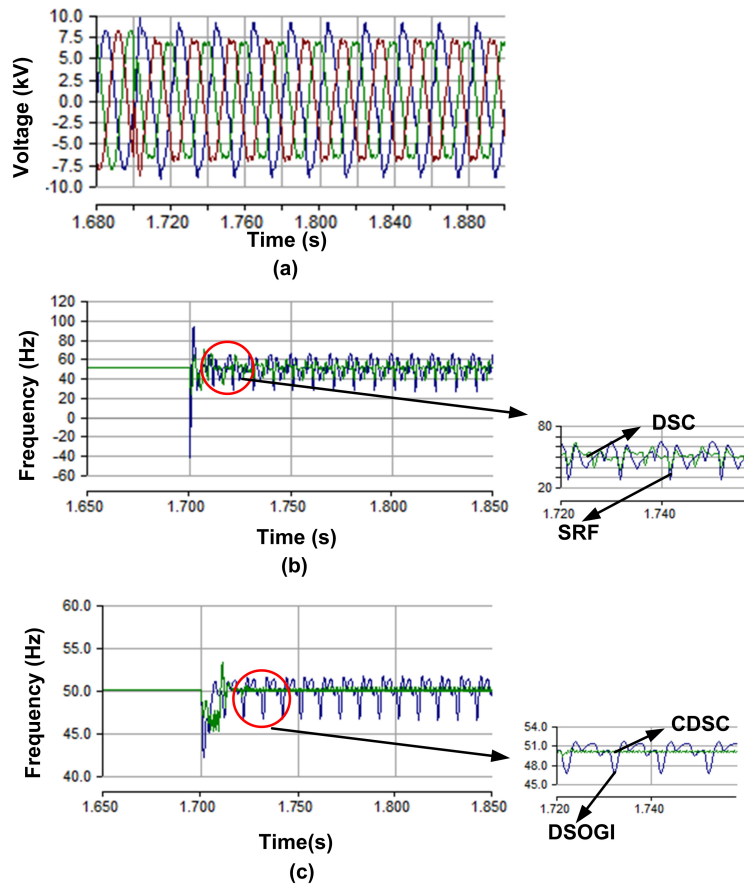 10.0
7.5
5.0
2.5
0.0
-2.5
-5.0
-7.5
-10.0
Voltage (kV)
1.680 1.720 1.760 1.800 1.840 1.880
Time (s)
(a)
120
100
80
60
40
20
0
-20
-40
-60
Frequency (Hz)
1.650 1.700 1.750 1.800 1.850
Time (s)
(b)
80
20
1.720 1.740
DSC
SRF
60.0
55.0
50.0
45.0
40.0
Frequency (Hz)
1.650 1.700 1.750 1.800 1.850
Time(s)
(c)
54.0
51.0
48.0
45.0
1.720 1.740
CDSC
DSOGI